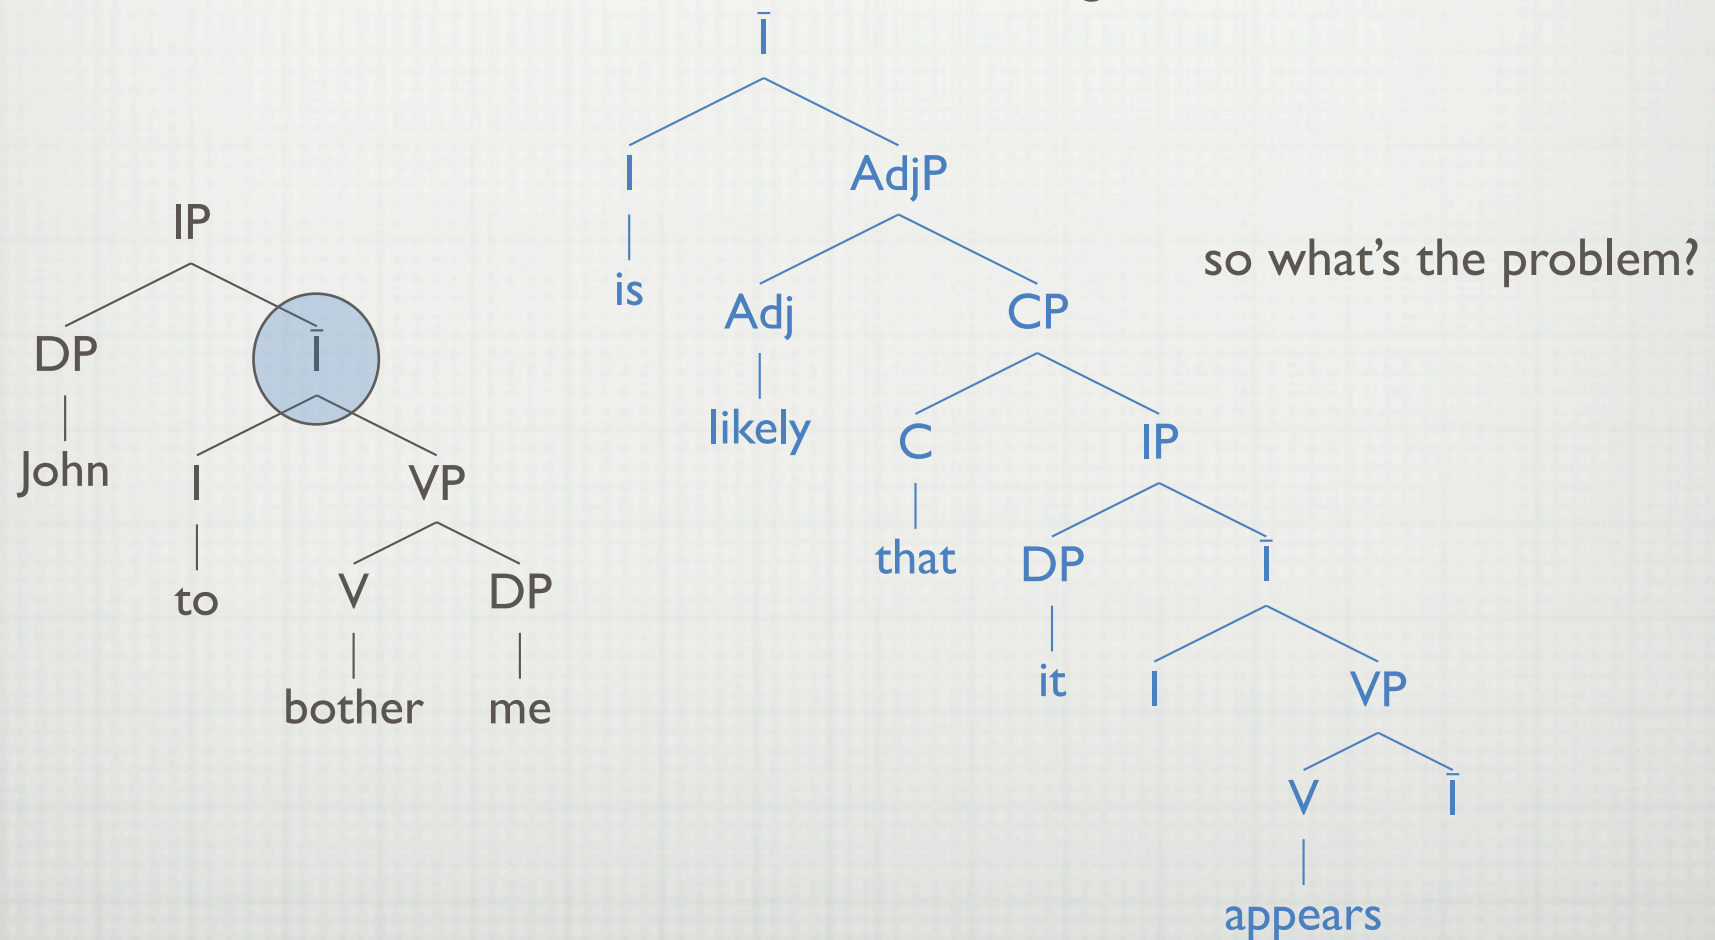 Ī
I AdjP
IP
so what's the problem?
is
Adj CP
DP Ī
likely
C IP
John
I VP
that
DP Ī
to
V DP
it
I VP
bother me
V Ī
appears